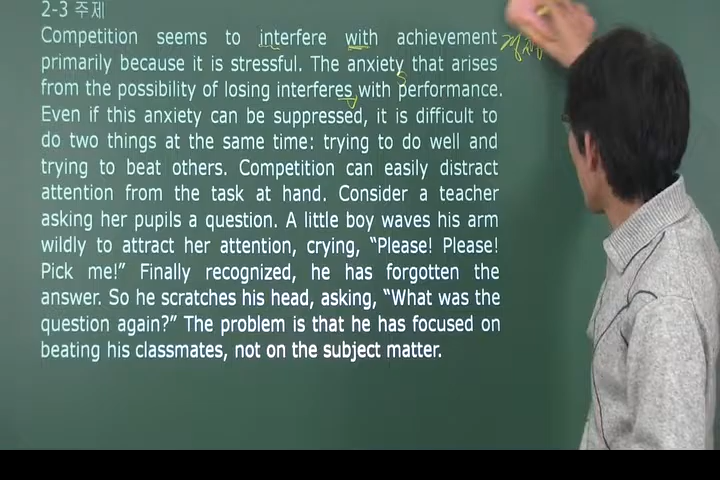 2-3 주제
Competition seems to interfere with achievement
primarily because it is stressful. The anxiety that arises
from the possibility of losing interferes with performance.
Even if this anxiety can be suppressed, it is difficult to
do two things at the same time: trying to do well and
trying to beat others. Competition can easily distract
attention from the task at hand. Consider a teacher
asking her pupils a question. A little boy waves his arm
wildly to attract her attention, crying, “Please! Please!
Pick me!” Finally recognized, he has forgotten the
answer. So he scratches his head, asking, “What was the
question again?” The problem is that he has focused on
beating his classmates, not on the subject matter.